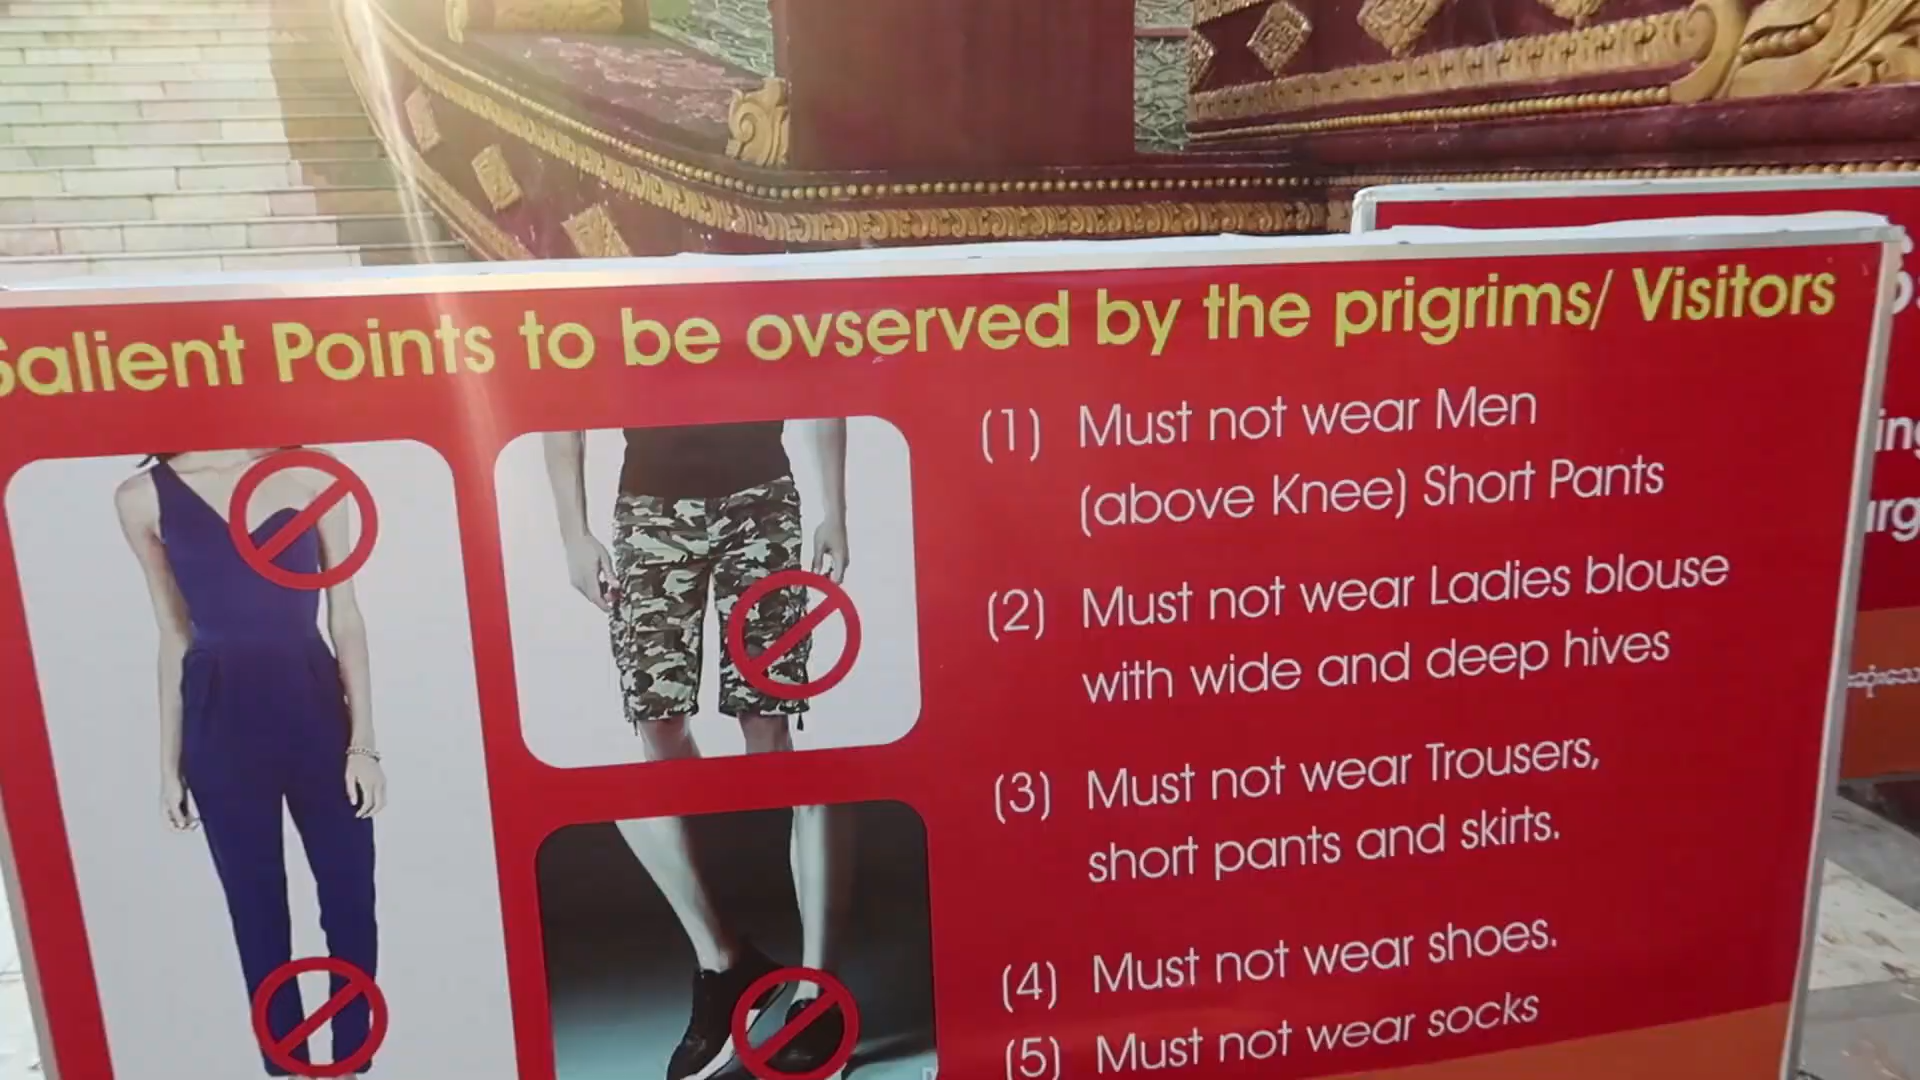 Salient Points to be ovserved by the prigrims/ Visitors
(1) Must not wear Men
(above Knee) Short Pants
(2) Must not wear Ladies blouse
with wide and deep hives
(3) Must not wear Trousers,
short pants and skirts.
(4) Must not wear shoes.
(5) Must not wear socks